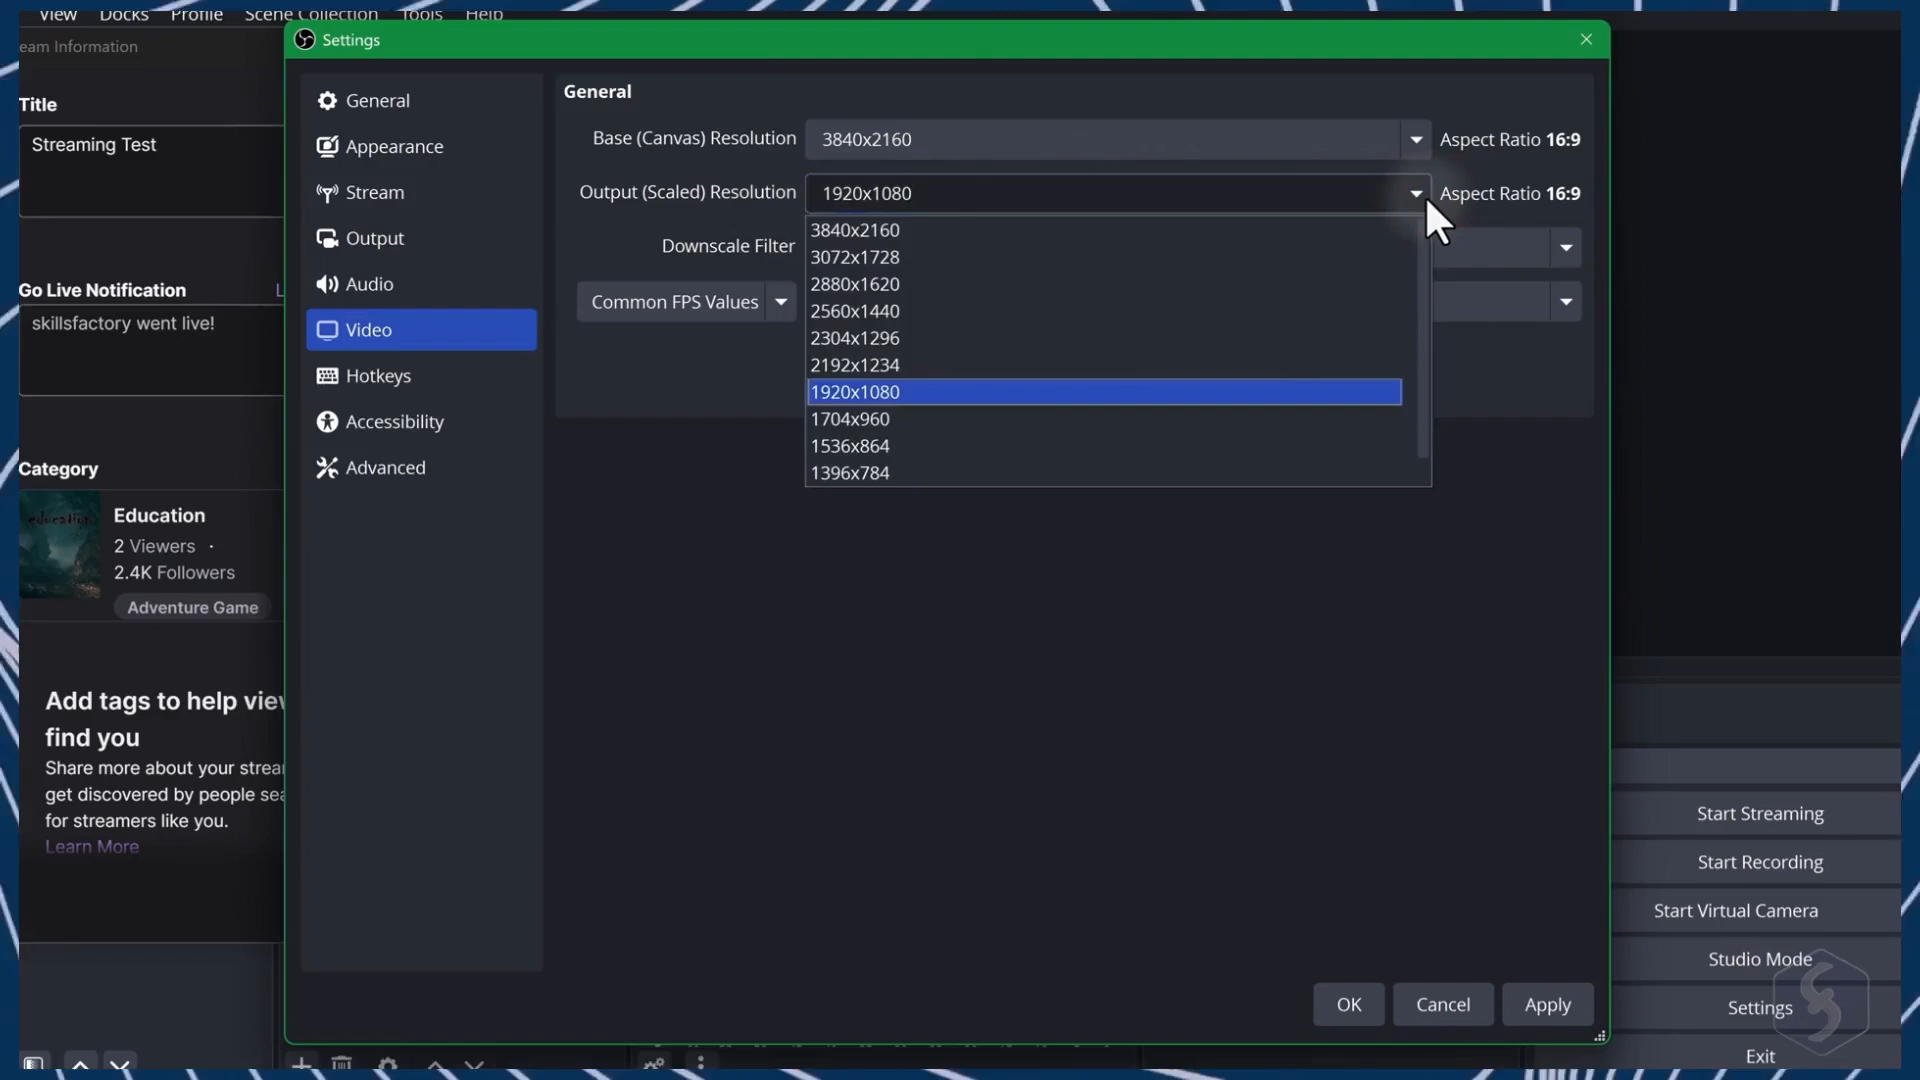 View Docks Profile Scene Collection Tools Help
eam Information
Title
Streaming Test
Go Live Notification
skillsfactory went live!
Category
Education
2 Viewers ·
2.4K Followers
Adventure Game
Add tags to help
find you
Share more about your
get discovered by people
for streamers like you.
Learn More
Settings
General
Appearance
Stream
Output
Audio
Video
Hotkeys
Accessibility
Advanced
General
Base (Canvas) Resolution 3840x2160 Aspect Ratio 16:9
Output (Scaled) Resolution 1920x1080 Aspect Ratio 16:9
Downscale Filter
Common FPS Values
3840x2160
3072x1728
2880x1620
2560x1440
2304x1296
2192x1234
1920x1080
1704x960
1536x864
1396x784
OK Cancel Apply
Start Streaming
Start Recording
Start Virtual Camera
Studio Mode
Settings
Exit